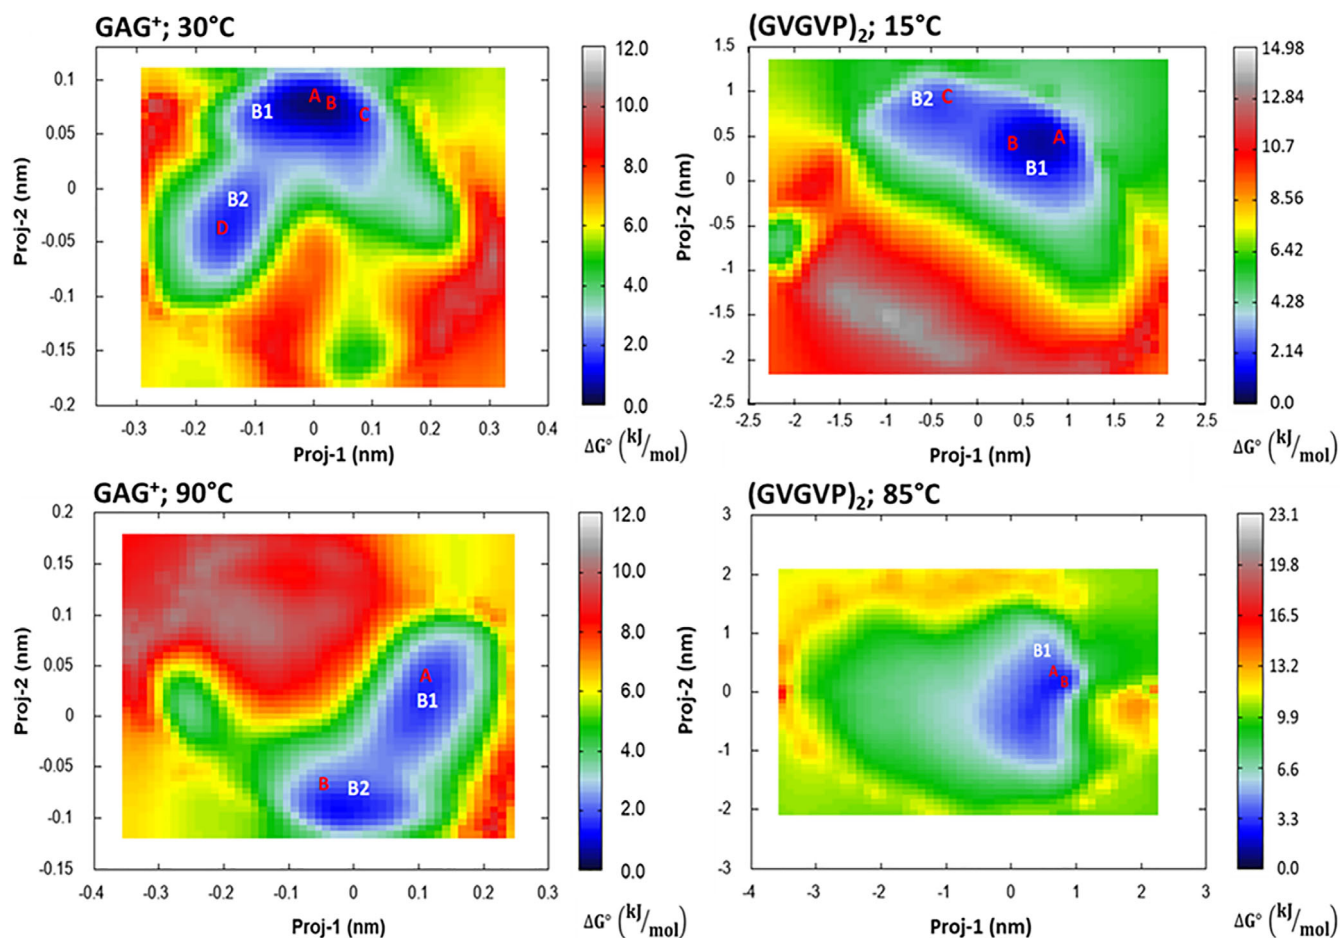 GAG⁺; 30°C
0.1
0.05
0
-0.05
-0.1
-0.15
-0.2
Proj-2 (nm)
-0.3 -0.2 -0.1 0 0.1 0.2 0.3 0.4
Proj-1 (nm)
A
B
B1
C
B2
D
12.0
10.0
8.0
6.0
4.0
2.0
0.0
ΔG° (kJ/mol)
(GVGVP)₂; 15°C
1.5
1
0.5
0
-0.5
-1
-1.5
-2
-2.5
Proj-2 (nm)
-2.5 -2 -1.5 -1 -0.5 0 0.5 1 1.5 2 2.5
Proj-1 (nm)
B2
C
B
A
B1
14.98
12.84
10.7
8.56
6.42
4.28
2.14
0.0
ΔG° (kJ/mol)
GAG⁺; 90°C
0.2
0.15
0.1
0.05
0
-0.05
-0.1
-0.15
Proj-2 (nm)
-0.4 -0.3 -0.2 -0.1 0 0.1 0.2 0.3
Proj-1 (nm)
A
B1
B
B2
12.0
10.0
8.0
6.0
4.0
2.0
0.0
ΔG° (kJ/mol)
(GVGVP)₂; 85°C
3
2
1
0
-1
-2
-3
Proj-2 (nm)
-4 -3 -2 -1 0 1 2 3
Proj-1 (nm)
B1
A
B
23.1
19.8
16.5
13.2
9.9
6.6
3.3
0.0
ΔG° (kJ/mol)